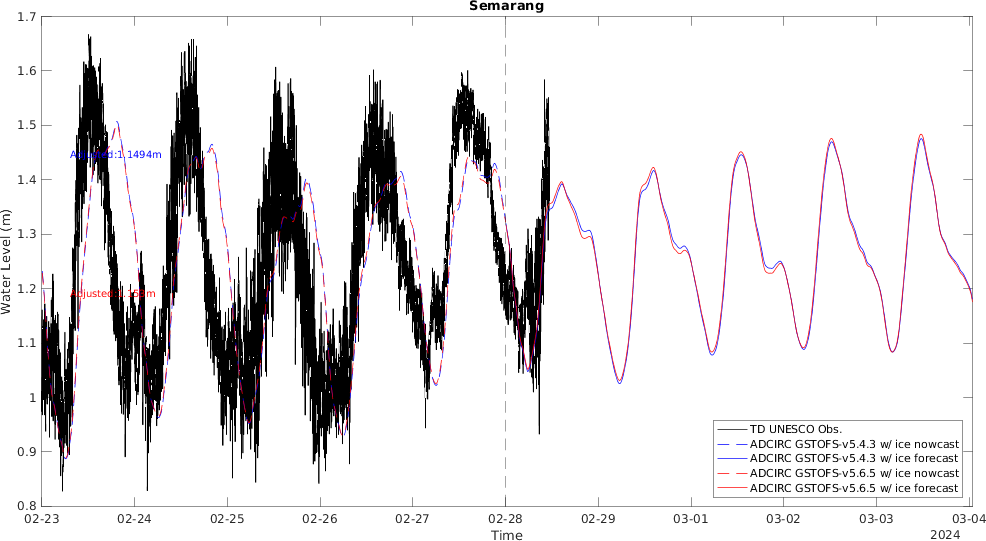 Semarang
1.7
1.6
1.5
1.4
1.3
1.2
1.1
1
0.9
0.8
Water Level (m)
Adjusted:1.1494m
02-23
02-24
02-25
02-26
02-27
02-28
02-29
03-01
03-02
03-03
03-04
Time
2024
TD UNESCO Obs.
ADCIRC GSTOFS-v5.4.3 w/ ice nowcast
ADCIRC GSTOFS-v5.4.3 w/ ice forecast
ADCIRC GSTOFS-v5.6.5 w/ ice nowcast
ADCIRC GSTOFS-v5.6.5 w/ ice forecast